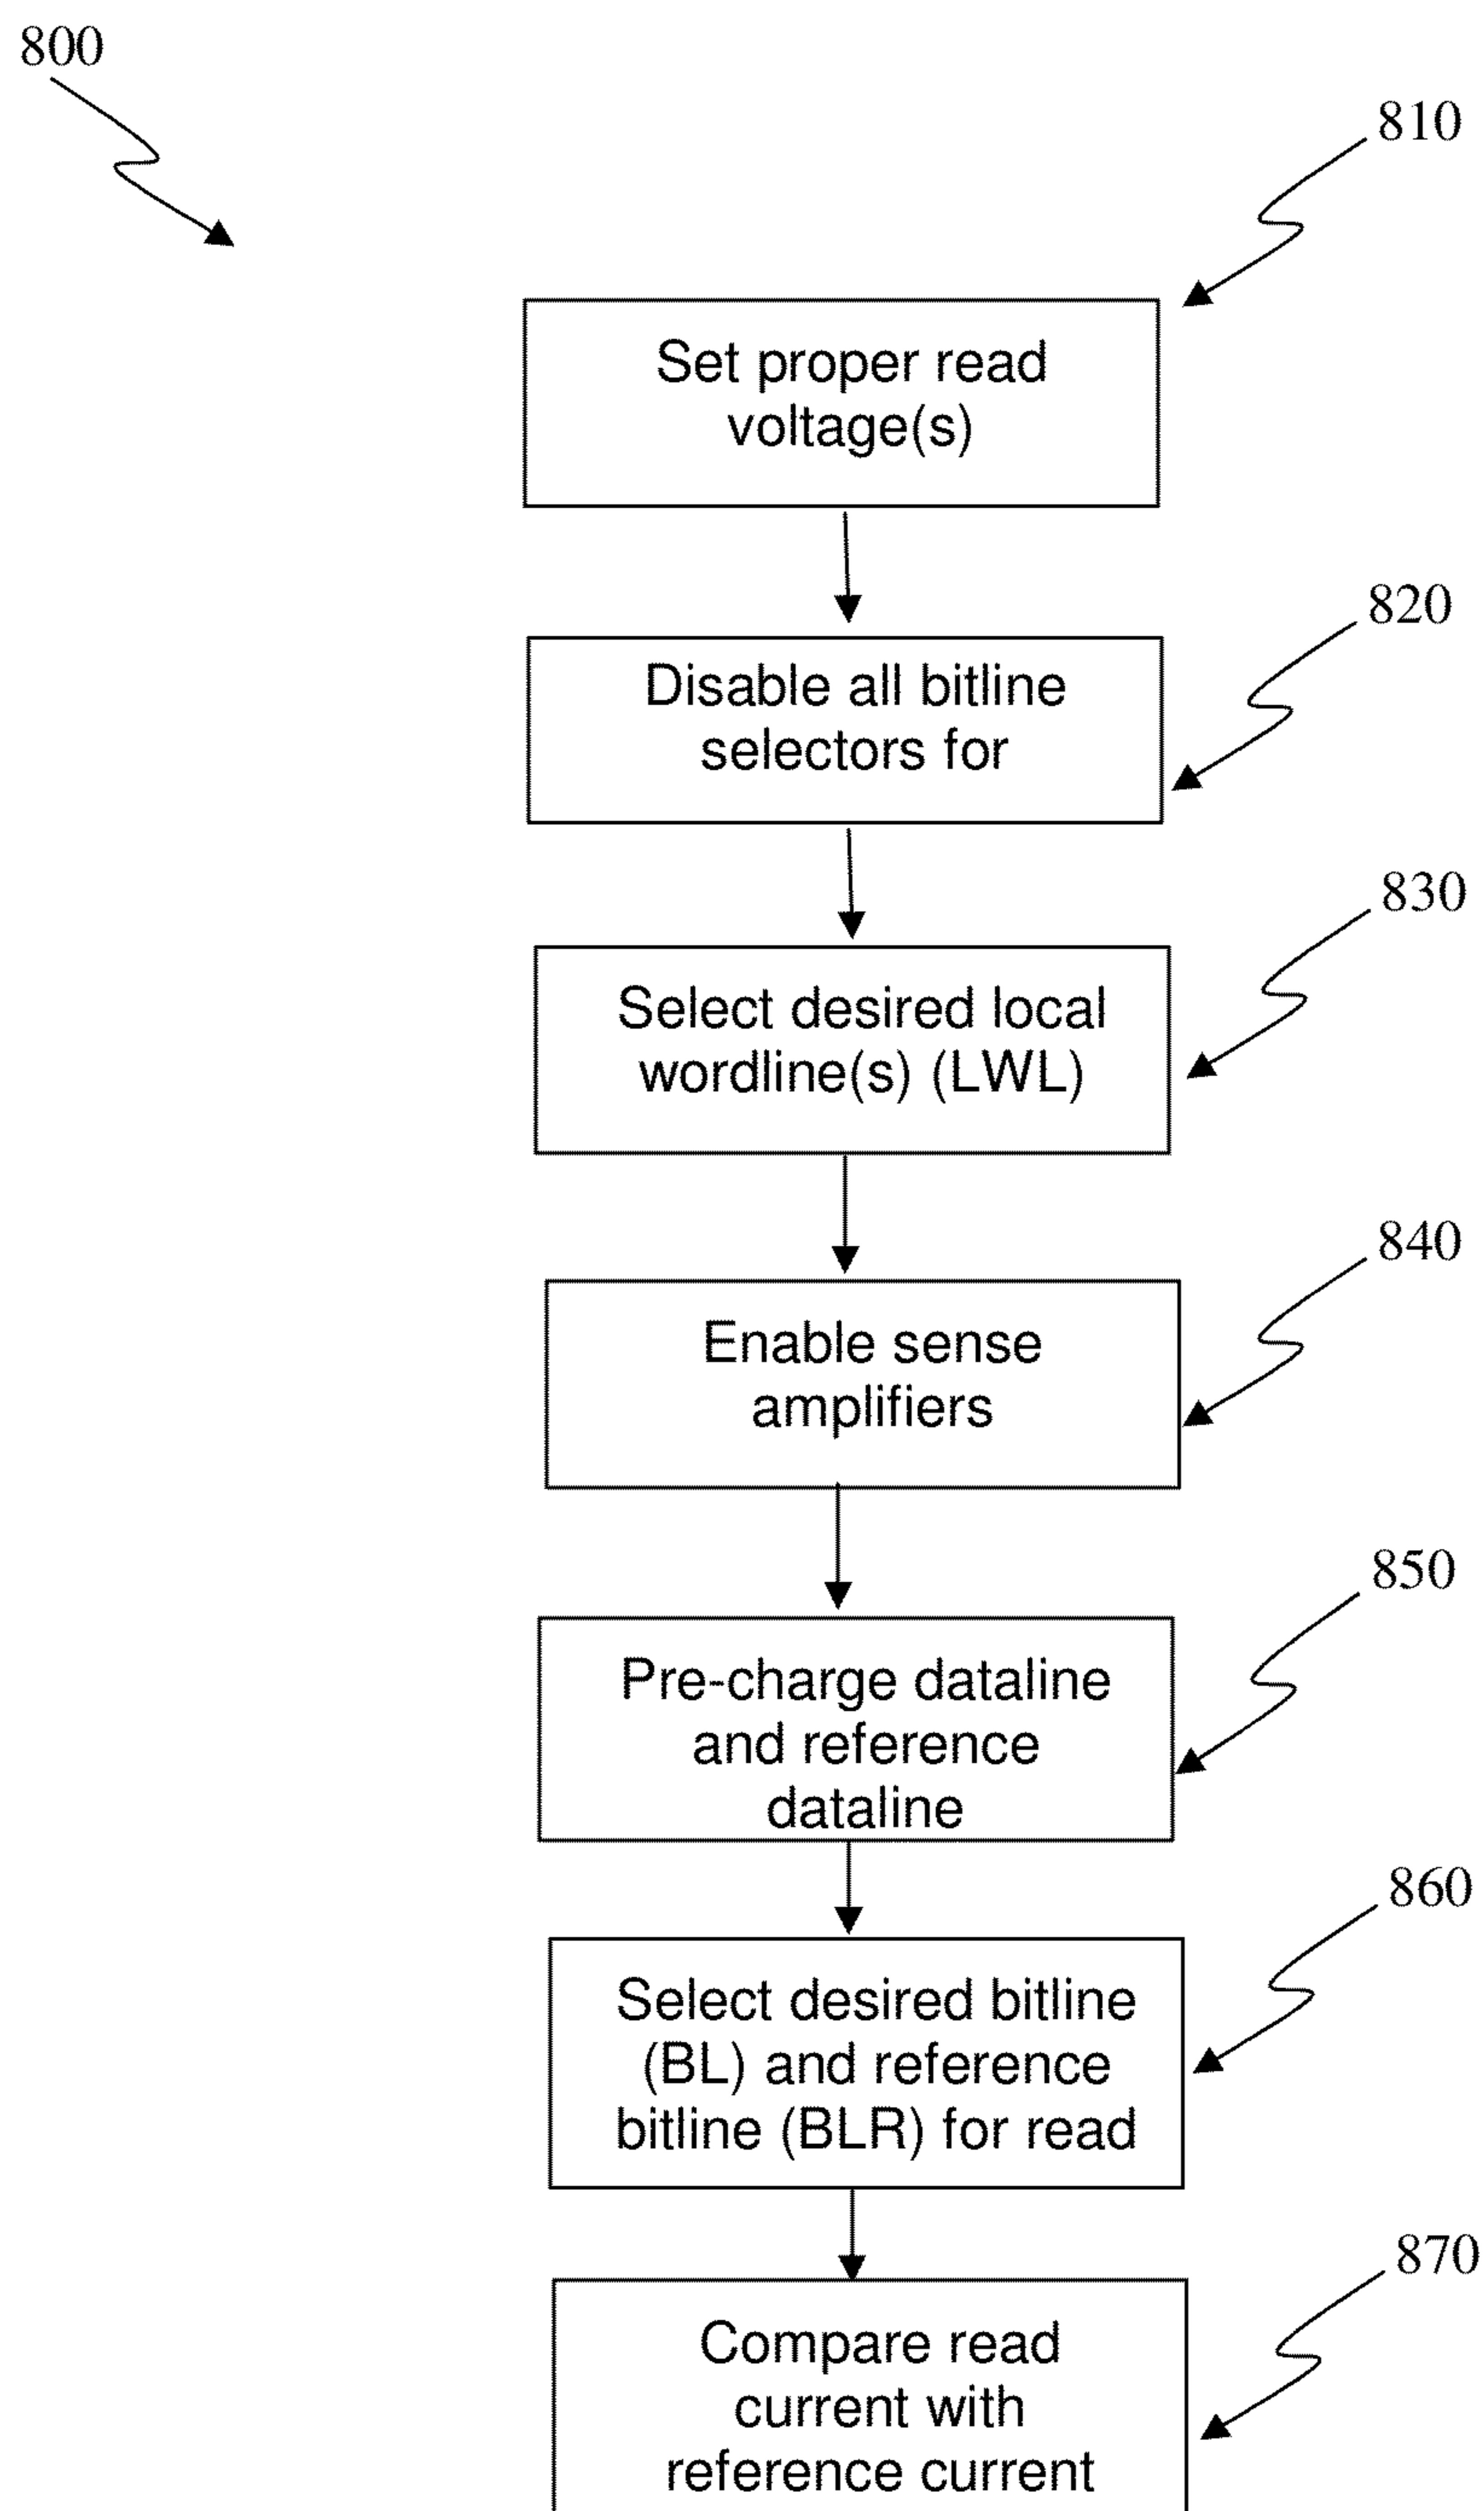 800
810
Set proper read
voltage(s)
820
Disable all bitline
selectors for
830
Select desired local
wordline(s) (LWL)
840
Enable sense
amplifiers
850
Pre-charge dataline
and reference
dataline
860
Select desired bitline
(BL) and reference
bitline (BLR) for read
870
Compare read
current with
reference current